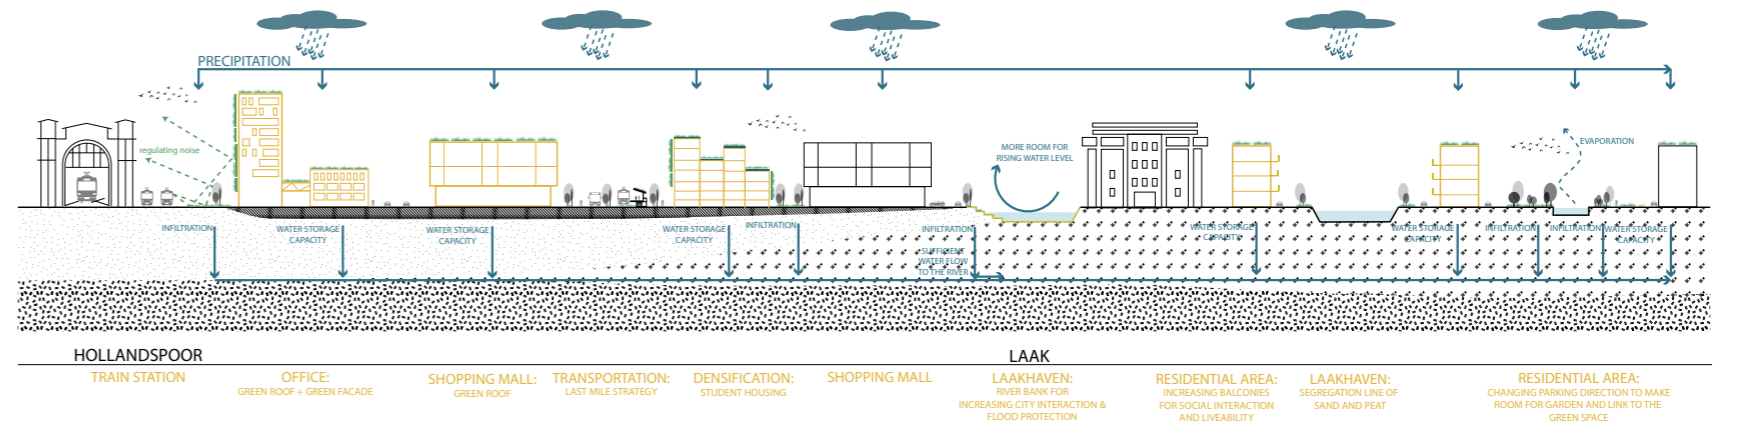 PRECIPITATION
regulating noise
MORE ROOM FOR
RISING WATER LEVEL
EVAPORATION
INFILTRATION
WATER STORAGE
CAPACITY
WATER STORAGE
CAPACITY
WATER STORAGE
CAPACITY
INFILTRATION
INFILTRATION
SUFFICIENT
WATER FLOW
TO THE RIVER
WATER STORAGE
CAPACITY
WATER STORAGE
CAPACITY
INFILTRATION
INFILTRATION
WATER STORAGE
CAPACITY
HOLLANDSPOOR
LAAK
TRAIN STATION
OFFICE:
GREEN ROOF + GREEN FACADE
SHOPPING MALL:
GREEN ROOF
TRANSPORTATION:
LAST MILE STRATEGY
DENSIFICATION:
STUDENT HOUSING
SHOPPING MALL
LAAKHAVEN:
RIVER BANK FOR
INCREASING CITY INTERACTION &
FLOOD PROTECTION
RESIDENTIAL AREA:
INCREASING BALCONIES
FOR SOCIAL INTERACTION
AND LIVEABILITY
LAAKHAVEN:
SEGREGATION LINE OF
SAND AND PEAT
RESIDENTIAL AREA:
CHANGING PARKING DIRECTION TO MAKE
ROOM FOR GARDEN AND LINK TO THE
GREEN SPACE